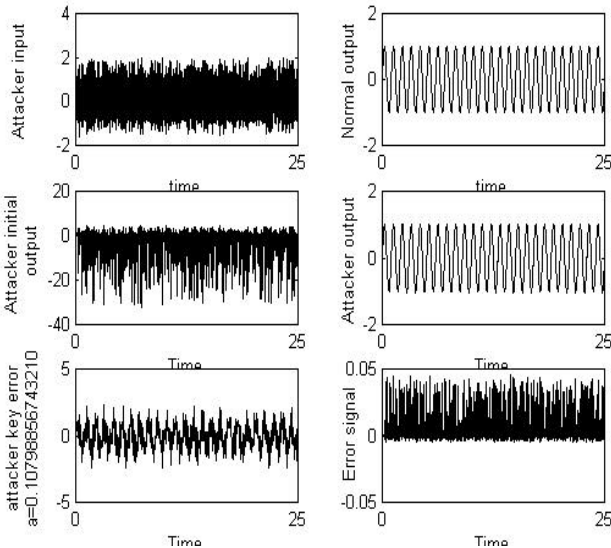 Attacker input
4
2
0
-2
0
25
time
Normal output
2
0
-2
0
25
time
Attacker initial
output
20
0
-20
-40
0
25
Time
Attacker output
2
0
-2
0
25
Time
attacker key error
a=0.10798856743210
5
0
-5
0
25
Time
Error signal
0.05
0
-0.05
0
25
Time